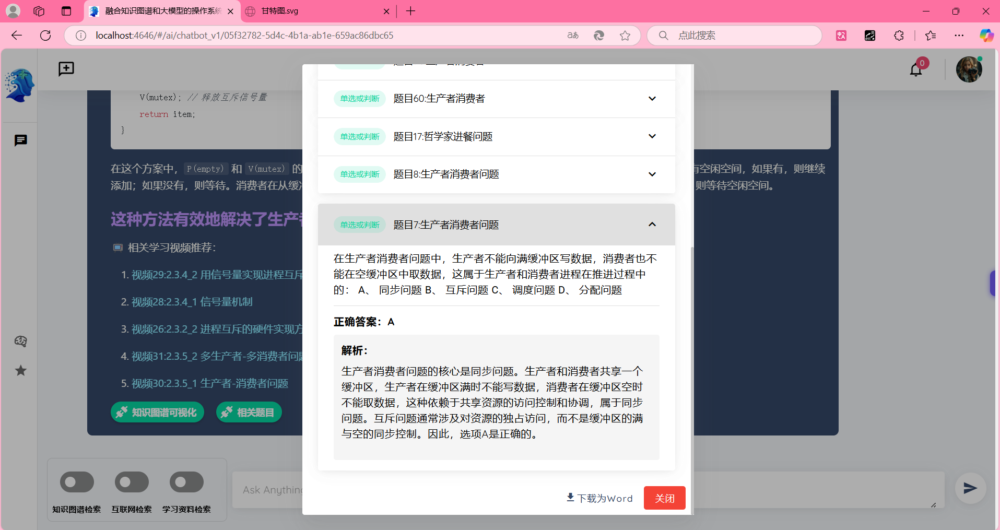 融合知识图谱和大模型的操作系统
甘特图.svg
localhost:4646/#/ai/chatbot_v1/05f32782-5d4c-4b1a-ab1e-659ac86dbc65
点此搜索
0
V(mutex); // 释放互斥信号量
return item;
}
在这个方案中，P(empty) 和 V(mutex) 的
有空闲空间，如果有，则继续
添加；如果没有，则等待。消费者在从缓
则等待空闲空间。
这种方法有效地解决了生产
相关学习视频推荐：
1. 视频29:2.3.4_2 用信号量实现进程互斥
2. 视频28:2.3.4_1 信号量机制
3. 视频26:2.3.2_2 进程互斥的硬件实现方
4. 视频31:2.3.5_2 多生产者-多消费者问题
5. 视频30:2.3.5_1 生产者-消费者问题
知识图谱可视化
相关题目
单选或判断 题目60:生产者消费者
单选或判断 题目17:哲学家进餐问题
单选或判断 题目8:生产者消费者问题
单选或判断 题目7:生产者消费者问题
在生产者消费者问题中，生产者不能向满缓冲区写数据，消费者也不
能在空缓冲区中取数据，这属于生产者和消费者进程在推进过程中
的： A、 同步问题 B、 互斥问题 C、 调度问题 D、 分配问题
正确答案：A
解析：
生产者消费者问题的核心是同步问题。生产者和消费者共享一个
缓冲区，生产者在缓冲区满时不能写数据，消费者在缓冲区空时
不能取数据，这种依赖于共享资源的访问控制和协调，属于同步
问题。互斥问题通常涉及对资源的独占访问，而不是缓冲区的满
与空的同步控制。因此，选项A是正确的。
下载为Word
关闭
知识图谱检索
互联网检索
学习资料检索
Ask Anything